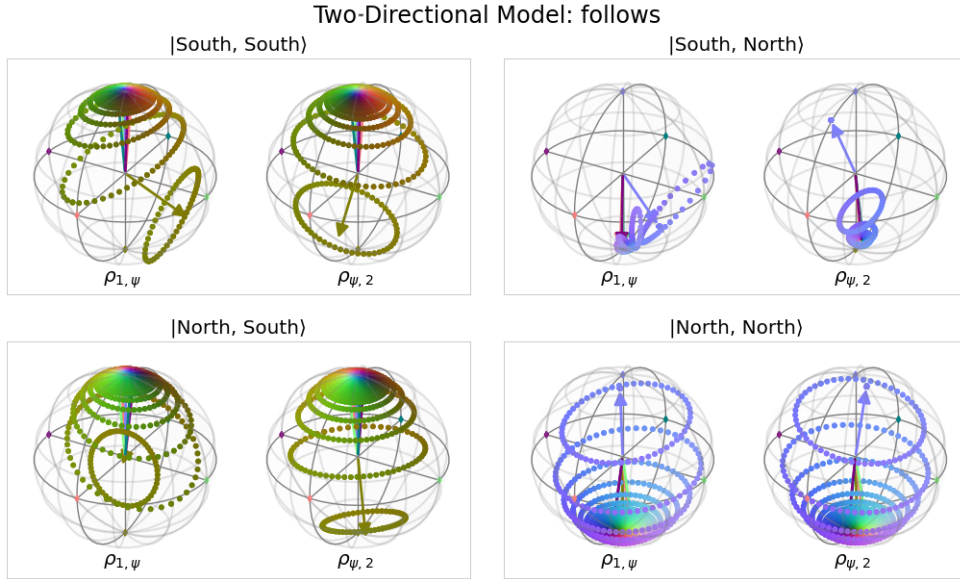 Two-Directional Model: follows
|South, South⟩
|South, North⟩
ρ1, ψ
ρψ, 2
ρ1, ψ
ρψ, 2
|North, South⟩
|North, North⟩
ρ1, ψ
ρψ, 2
ρ1, ψ
ρψ, 2